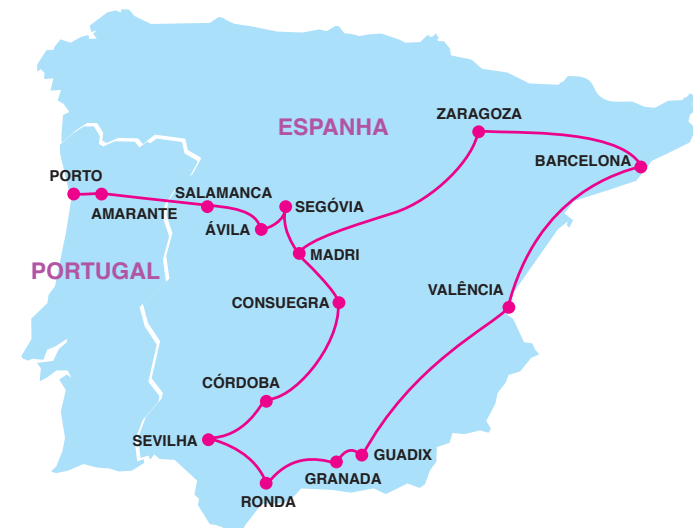 ZARAGOZA
ESPANHA
BARCELONA
PORTO
SALAMANCA
SEGÓVIA
AMARANTE
ÁVILA
MADRI
PORTUGAL
VALÊNCIA
CONSUEGRA
CÓRDOBA
SEVILHA
GUADIX
GRANADA
RONDA